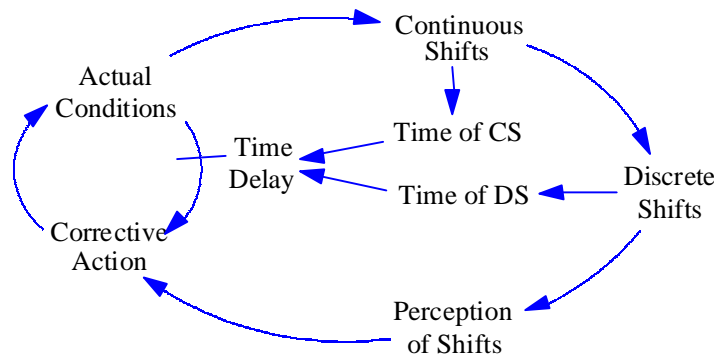 Continuous
Shifts
Actual
Conditions
Time of CS
Time
Delay
Time of DS
Discrete
Shifts
Corrective
Action
Perception
of Shifts